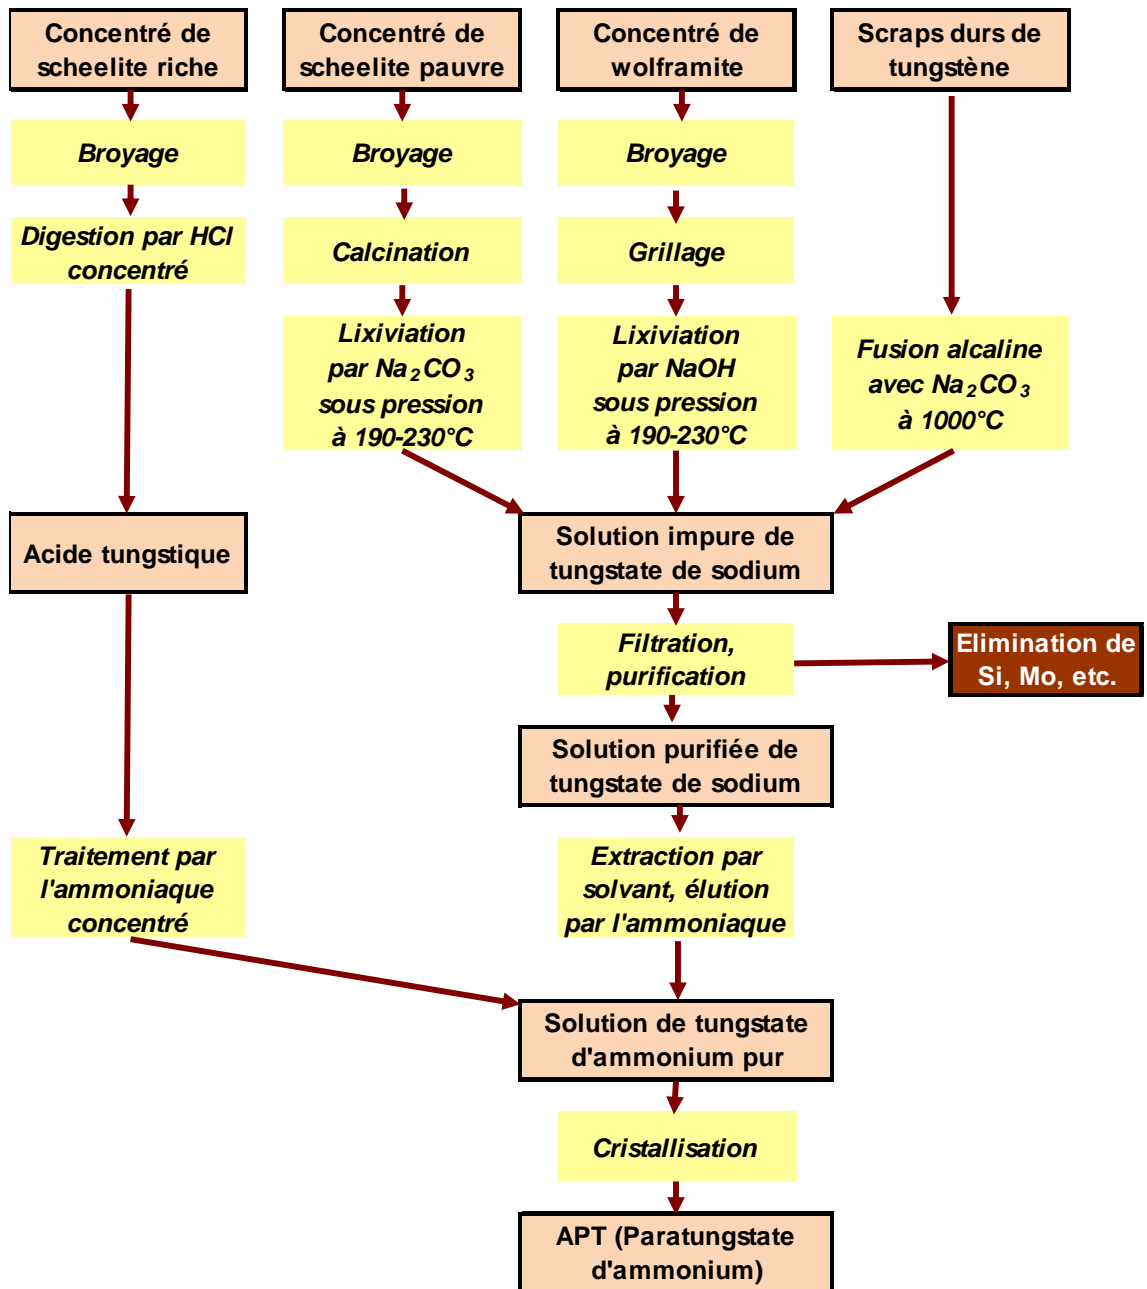 Concentré de
scheelite riche
Concentré de
scheelite pauvre
Concentré de
wolframite
Scraps durs de
tungstène
Broyage
Broyage
Broyage
Digestion par HCl
concentré
Calcination
Grillage
Lixiviation
par Na₂CO₃
sous pression
à 190-230°C
Lixiviation
par NaOH
sous pression
à 190-230°C
Fusion alcaline
avec Na₂CO₃
à 1000°C
Acide tungstique
Solution impure de
tungstate de sodium
Filtration,
purification
Elimination de
Si, Mo, etc.
Solution purifiée de
tungstate de sodium
Traitement par
l'ammoniaque
concentré
Extraction par
solvant, élution
par l'ammoniaque
Solution de tungstate
d'ammonium pur
Cristallisation
APT (Paratungstate
d'ammonium)